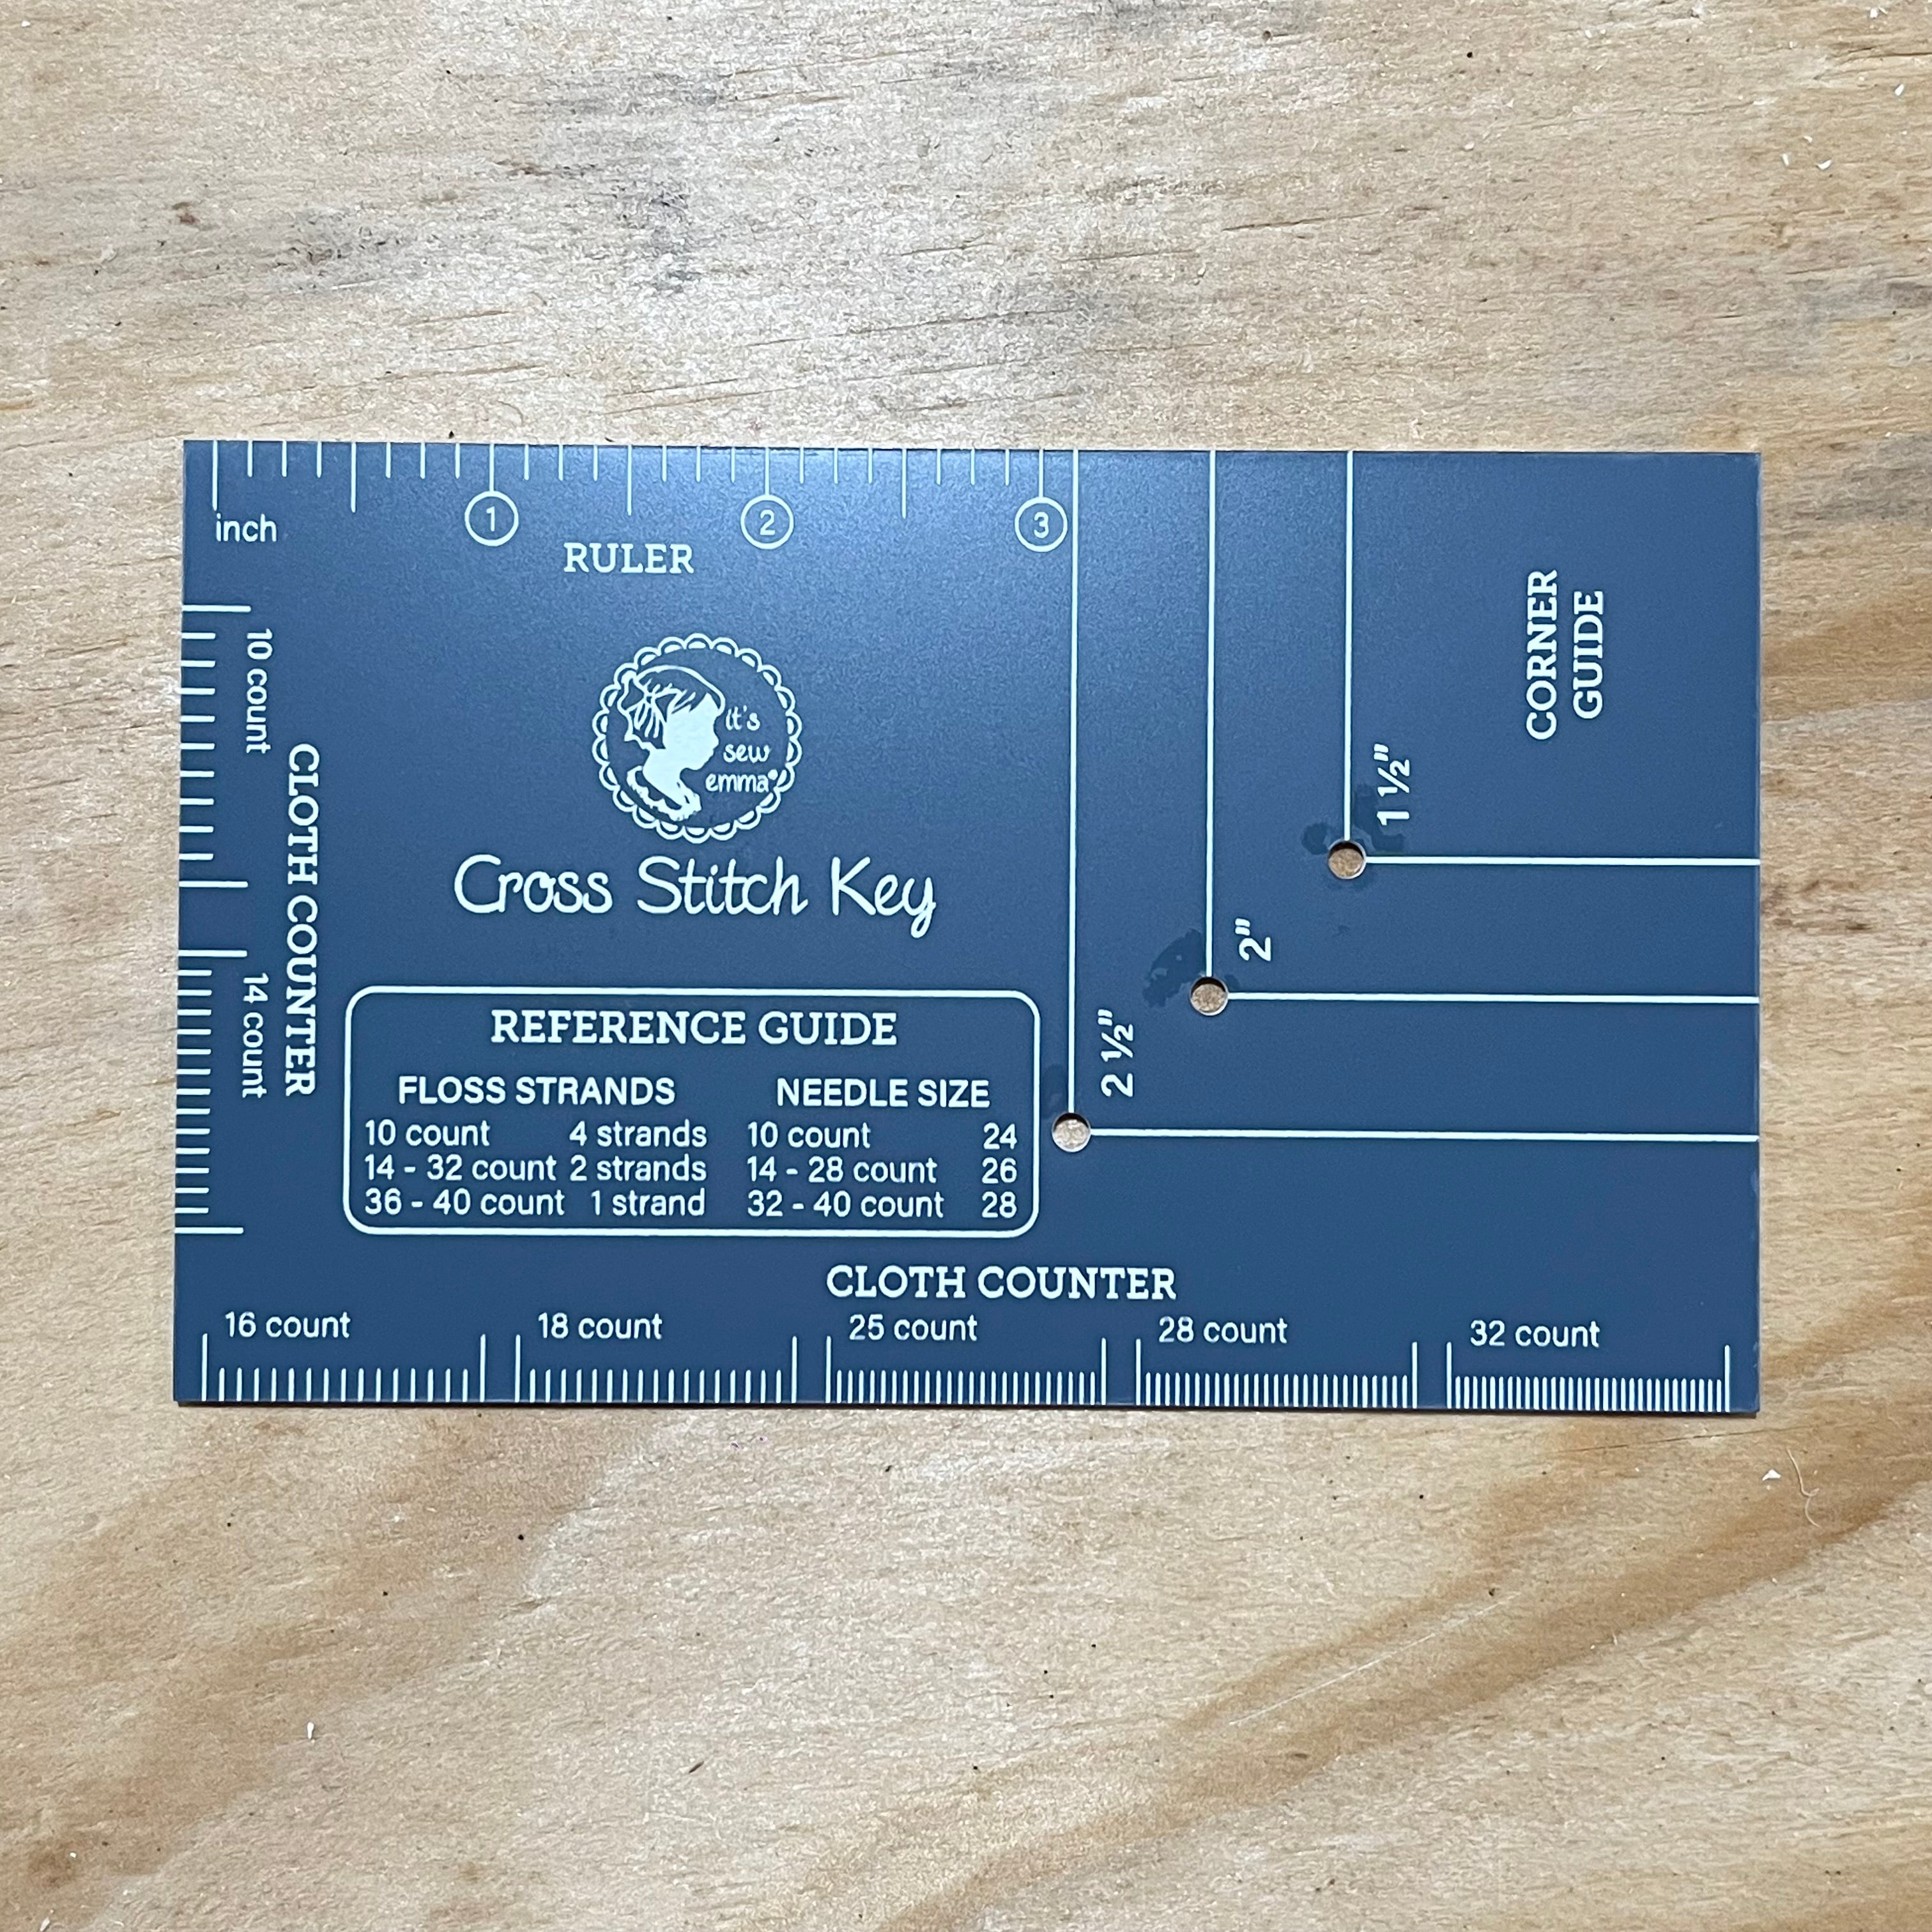 inch
1
2
3
RULER
CORNER
GUIDE
10 count
it's
sew
emma®
CLOTH COUNTER
1 ½"
Cross Stitch Key
2"
14 count
2 ½"
REFERENCE GUIDE
FLOSS STRANDS NEEDLE SIZE
10 count 4 strands 10 count 24
14 - 32 count 2 strands 14 - 28 count 26
36 - 40 count 1 strand 32 - 40 count 28
CLOTH COUNTER
16 count 18 count 25 count 28 count 32 count